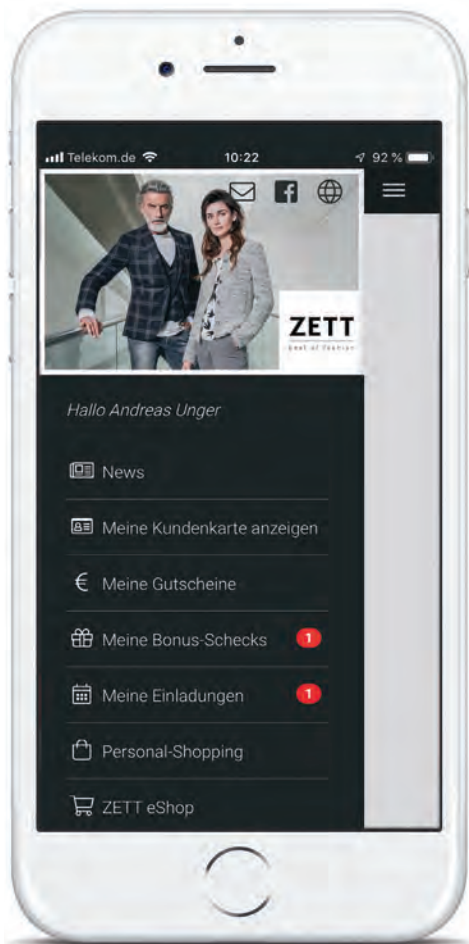 Telekom.de 10:22 92 %
ZETT
best of fashion
Hallo Andreas Unger
News
Meine Kundenkarte anzeigen
€ Meine Gutscheine
Meine Bonus-Schecks 1
Meine Einladungen 1
Personal-Shopping
ZETT eShop